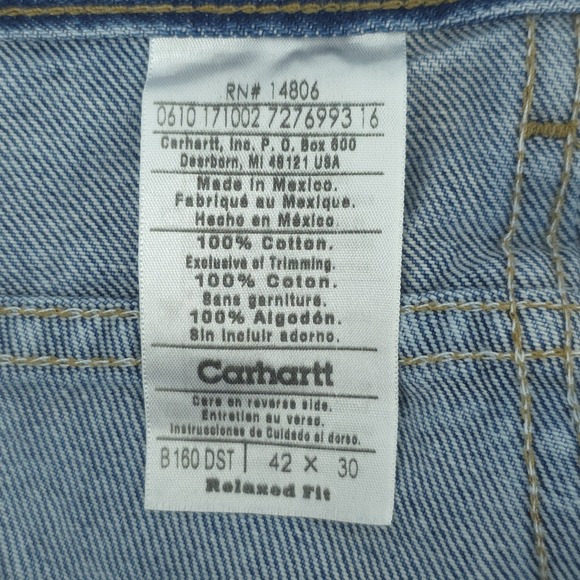 RN# 14806
0610 171002 7276993 16
Carhartt, Inc. P. O. Box 600
Dearborn, MI 48121 USA
Made in Mexico.
Fabriqué au Mexique.
Hecho en México.
100% Cotton.
Exclusive of Trimming.
100% Coton.
Sans garniture.
100% Algodón.
Sin incluir adorno.
Carhartt
Care on reverse side.
Entretien au verso.
Instrucciones de Cuidado al dorso.
B160 DST | 42 X 30
Relaxed Fit